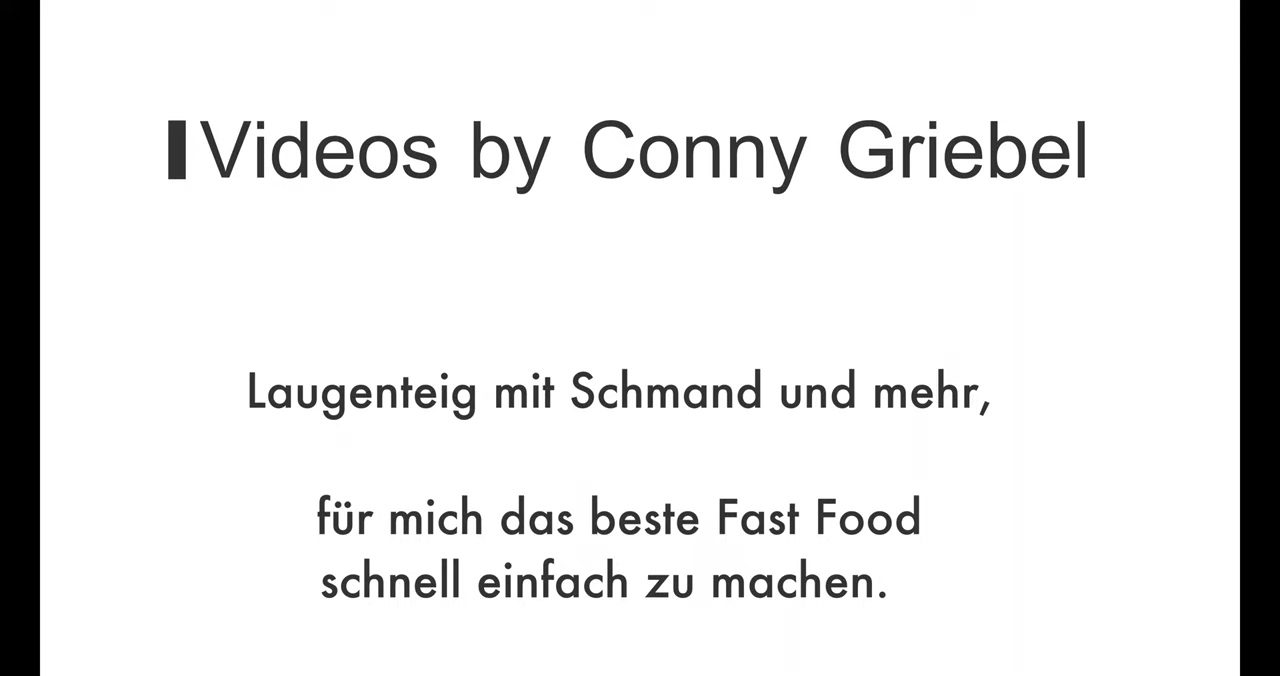 Videos by Conny Griebel
Laugenteig mit Schmand und mehr,
für mich das beste Fast Food
schnell einfach zu machen.